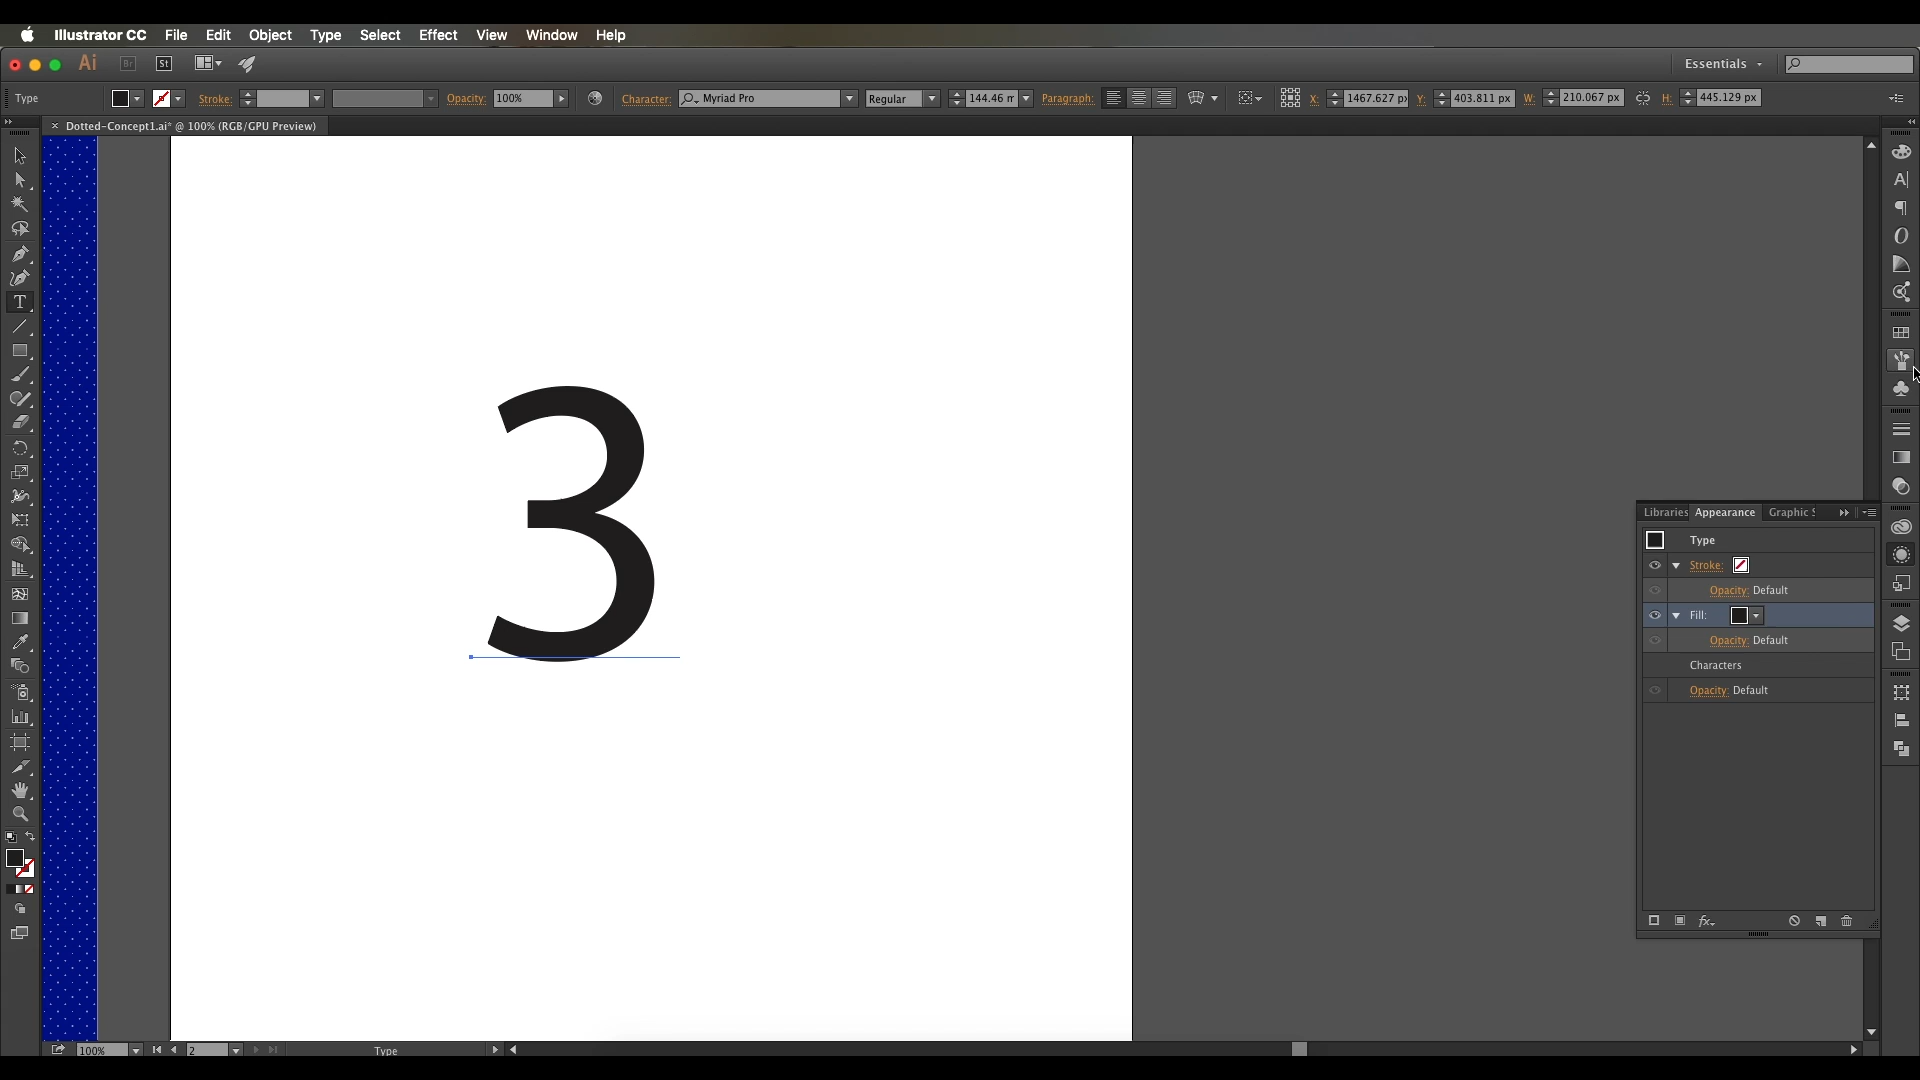 Illustrator CC File Edit Object Type Select Effect View Window Help
Ai Br St Essentials
Type Stroke: Opacity: 100% Character: Myriad Pro Regular 144.46 Paragraph: X: 1467.627 px Y: 403.811 px W: 210.067 px H: 445.129 px
× Dotted-Concept1.ai* @ 100% (RGB/GPU Preview)
3
Libraries Appearance Graphic S
Type
Stroke:
Opacity: Default
Fill:
Opacity: Default
Characters
Opacity: Default
fx
100% 2 Type